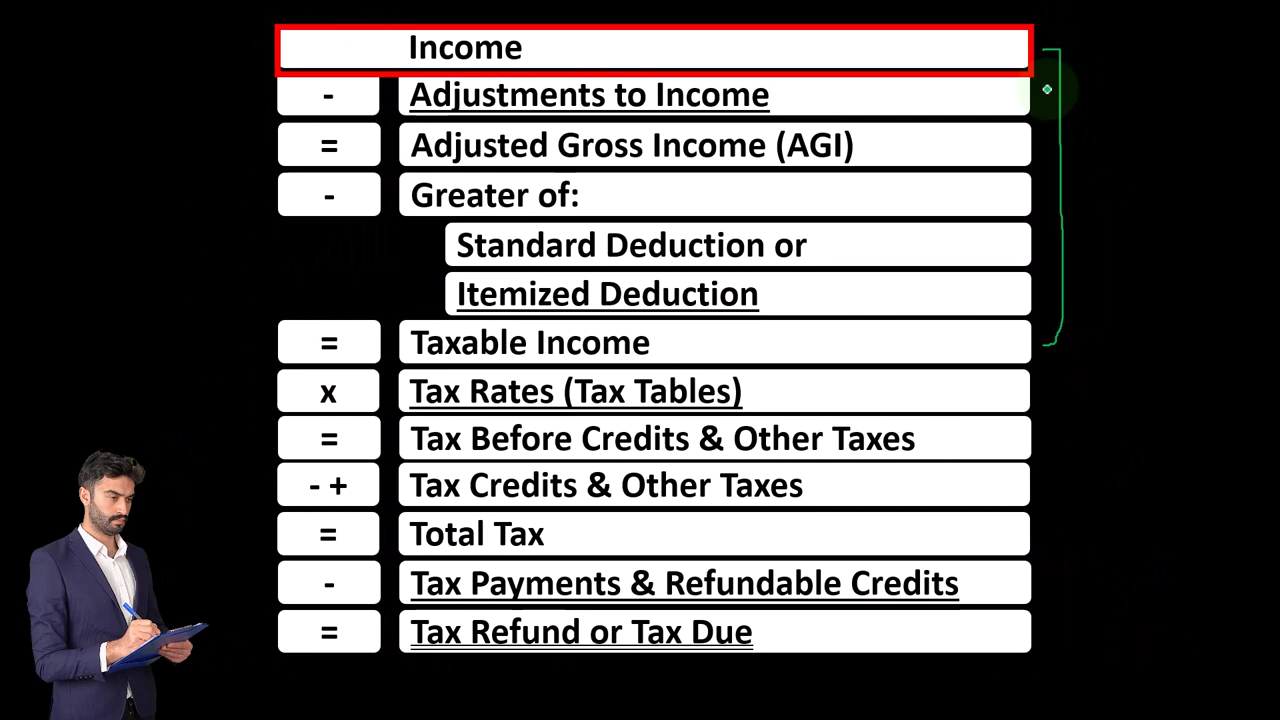 Income
- Adjustments to Income
= Adjusted Gross Income (AGI)
- Greater of:
Standard Deduction or
Itemized Deduction
= Taxable Income
x Tax Rates (Tax Tables)
= Tax Before Credits & Other Taxes
- + Tax Credits & Other Taxes
= Total Tax
- Tax Payments & Refundable Credits
= Tax Refund or Tax Due